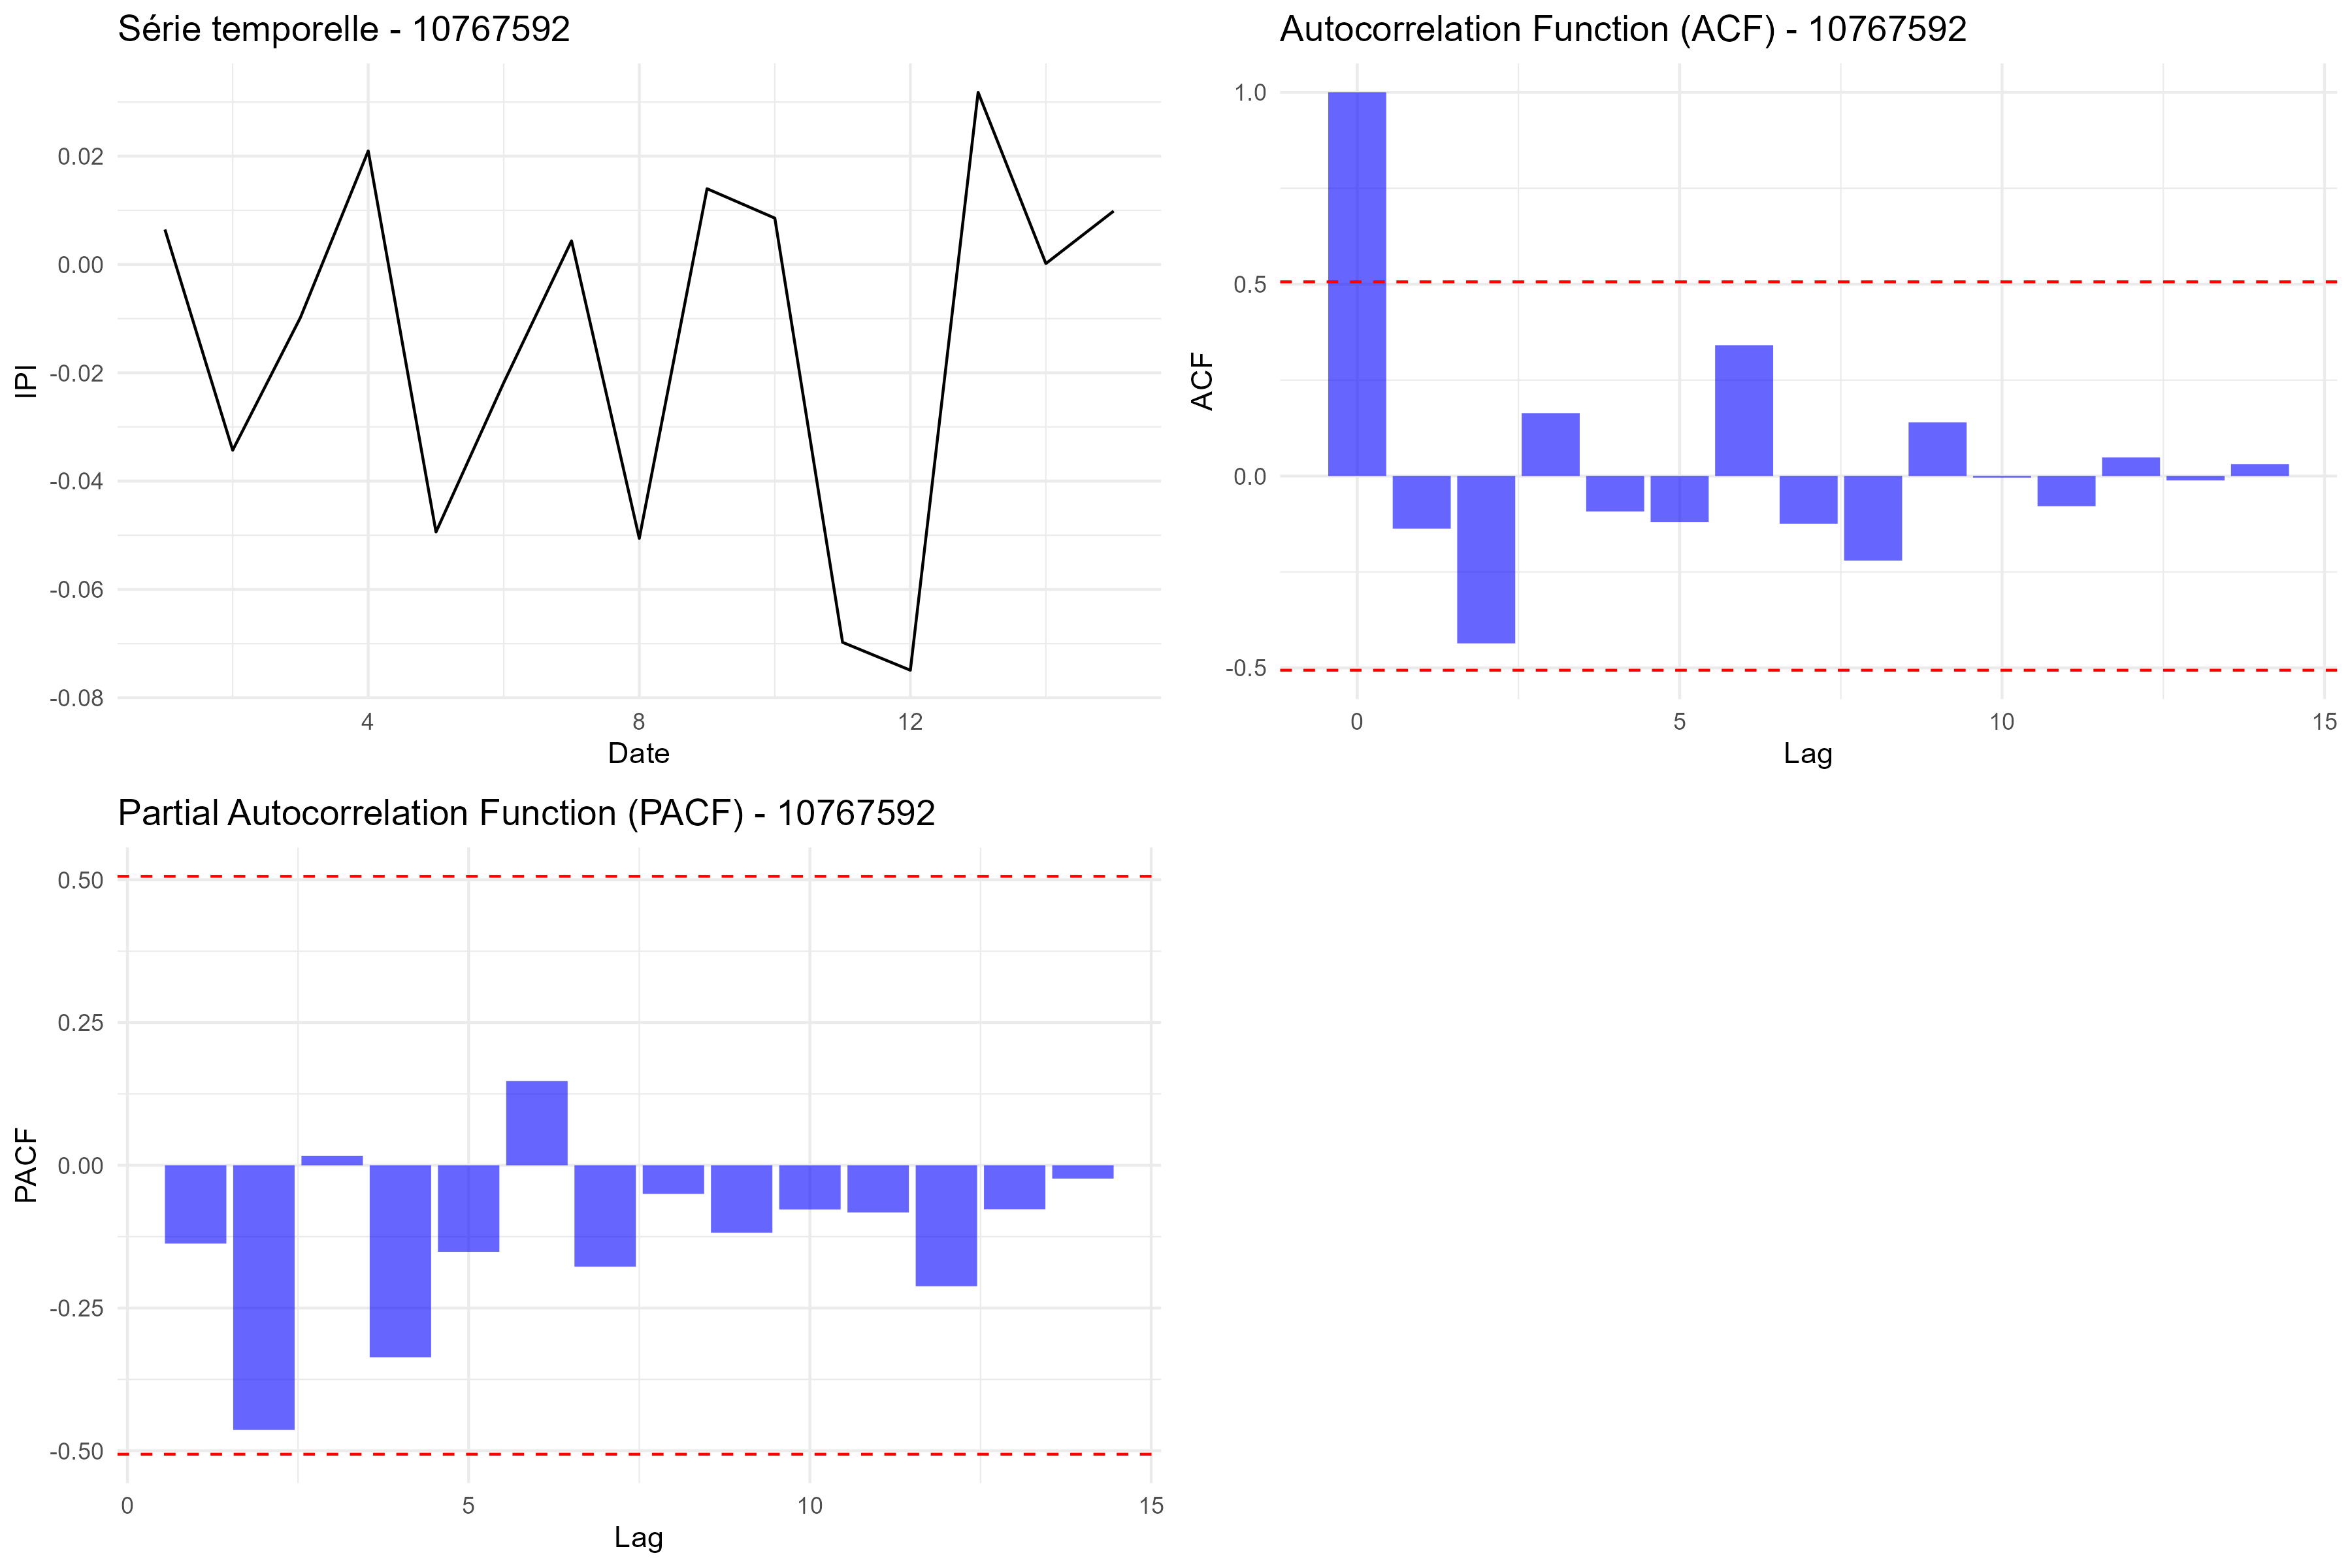 Série temporelle - 10767592
0.02
0.00
-0.02
-0.04
-0.06
-0.08
IPI
4 8 12
Date
Autocorrelation Function (ACF) - 10767592
1.0
0.5
0.0
-0.5
ACF
0 5 10 15
Lag
Partial Autocorrelation Function (PACF) - 10767592
0.50
0.25
0.00
-0.25
-0.50
PACF
0 5 10 15
Lag